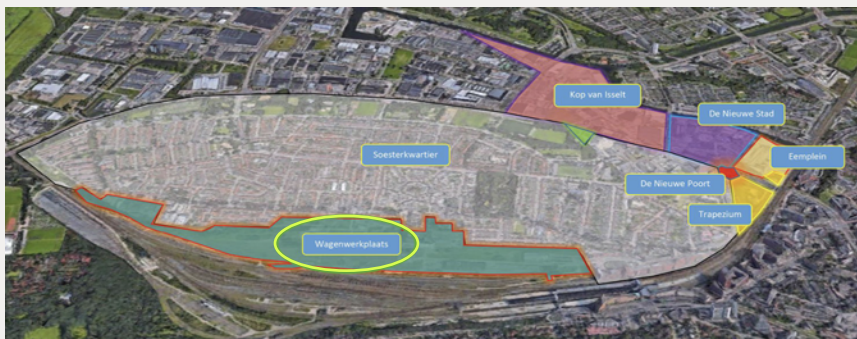 Kop van Isselt
De Nieuwe Stad
Soesterkwartier
Eemplein
De Nieuwe Poort
Trapezium
Wagenwerkplaats